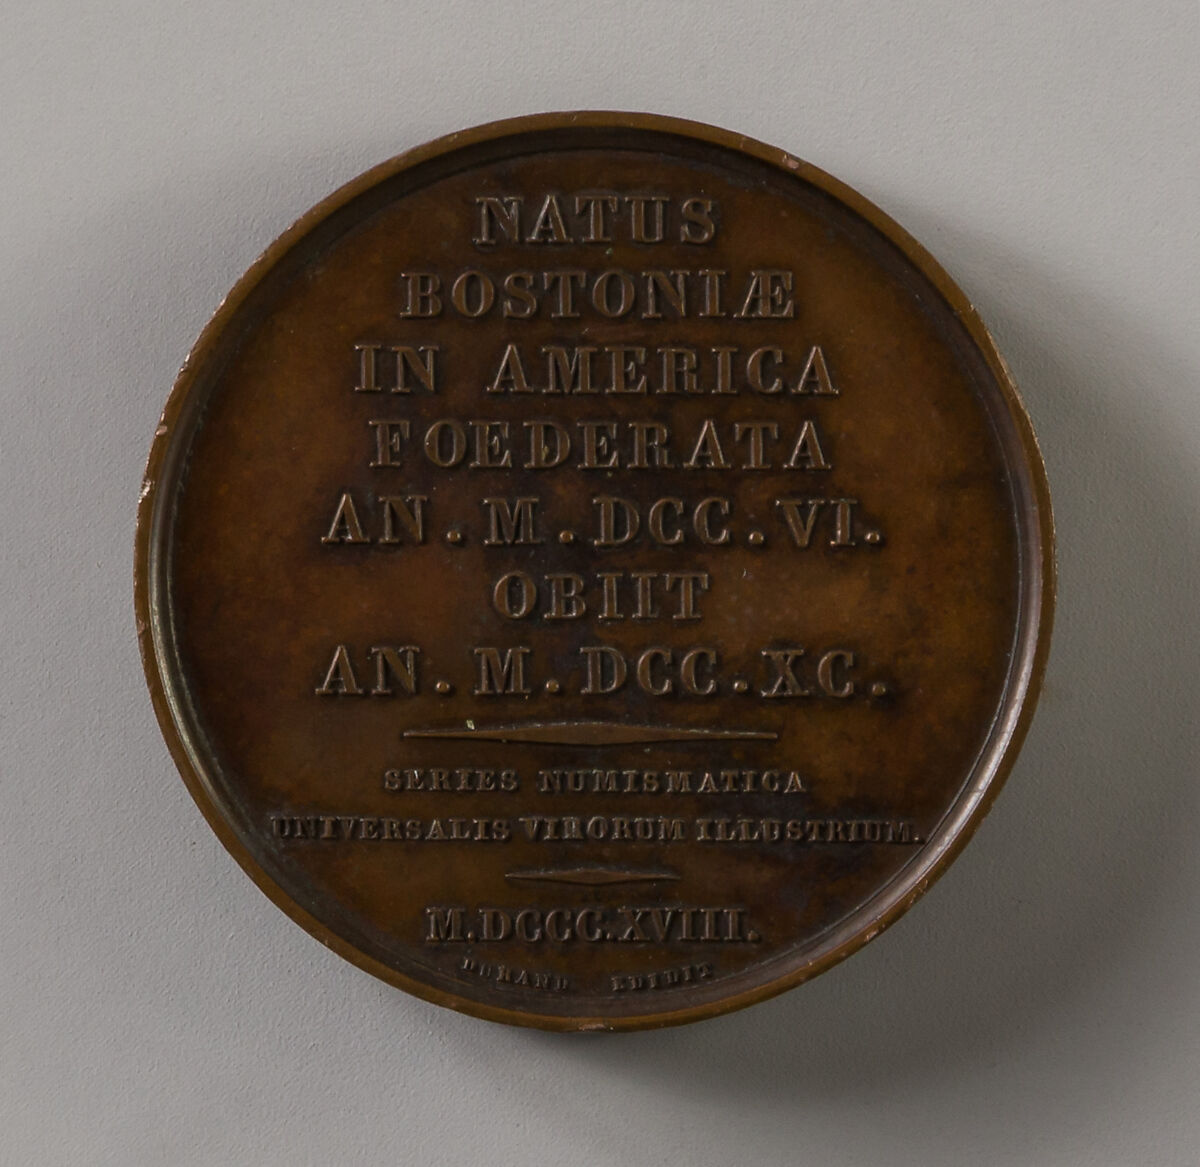 NATUS
BOSTONIÆ
IN AMERICA
FOEDERATA
AN. M. DCC. VI.
OBIIT
AN. M. DCC. XC.
SERIES NUMISMATICA
UNIVERSALIS VIRORUM ILLUSTRIUM.
M.DCCC.XVIII.
DURAND EDIDIT